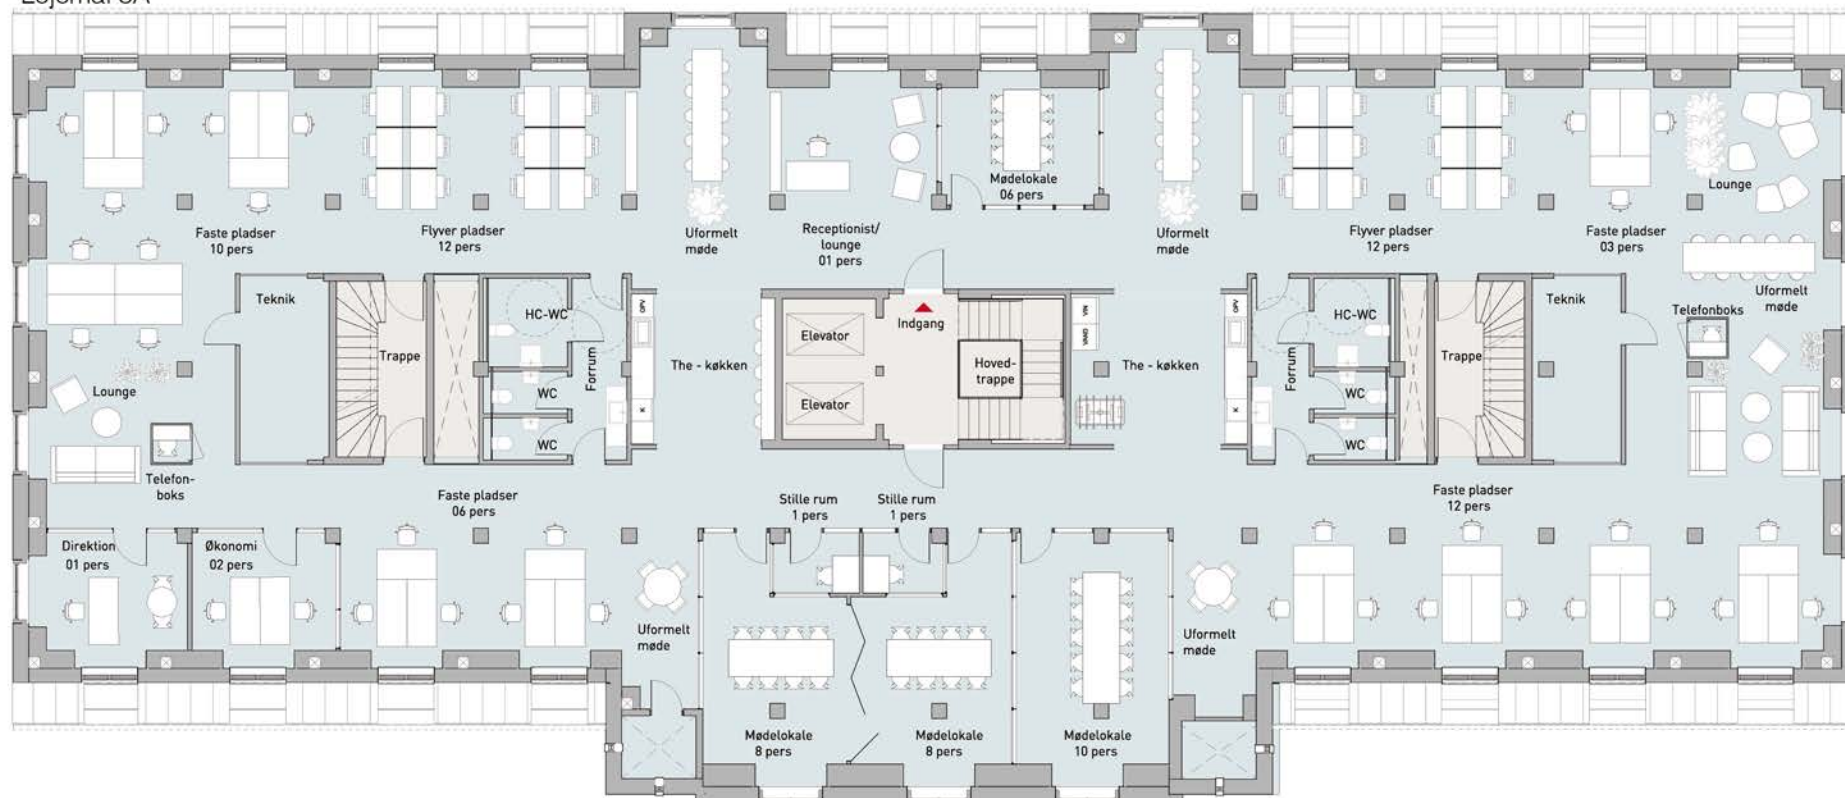 Mødelokale
06 pers
Lounge
Faste pladser
10 pers
Flyver pladser
12 pers
Uformelt
møde
Receptionist/
lounge
01 pers
Uformelt
møde
Flyver pladser
12 pers
Faste pladser
03 pers
Teknik
HC-WC
OPV
Elevator
Indgang
VIN
VAND
OPV
HC-WC
Teknik
Uformelt
møde
Telefonboks
Trappe
Forrum
The - køkken
Hoved-
trappe
The - køkken
Forrum
Trappe
Lounge
WC
K
Elevator
K
WC
WC
WC
Telefon-
boks
Faste pladser
06 pers
Stille rum
1 pers
Stille rum
1 pers
Faste pladser
12 pers
Direktion
01 pers
Økonomi
02 pers
Uformelt
møde
Uformelt
møde
Mødelokale
8 pers
Mødelokale
8 pers
Mødelokale
10 pers